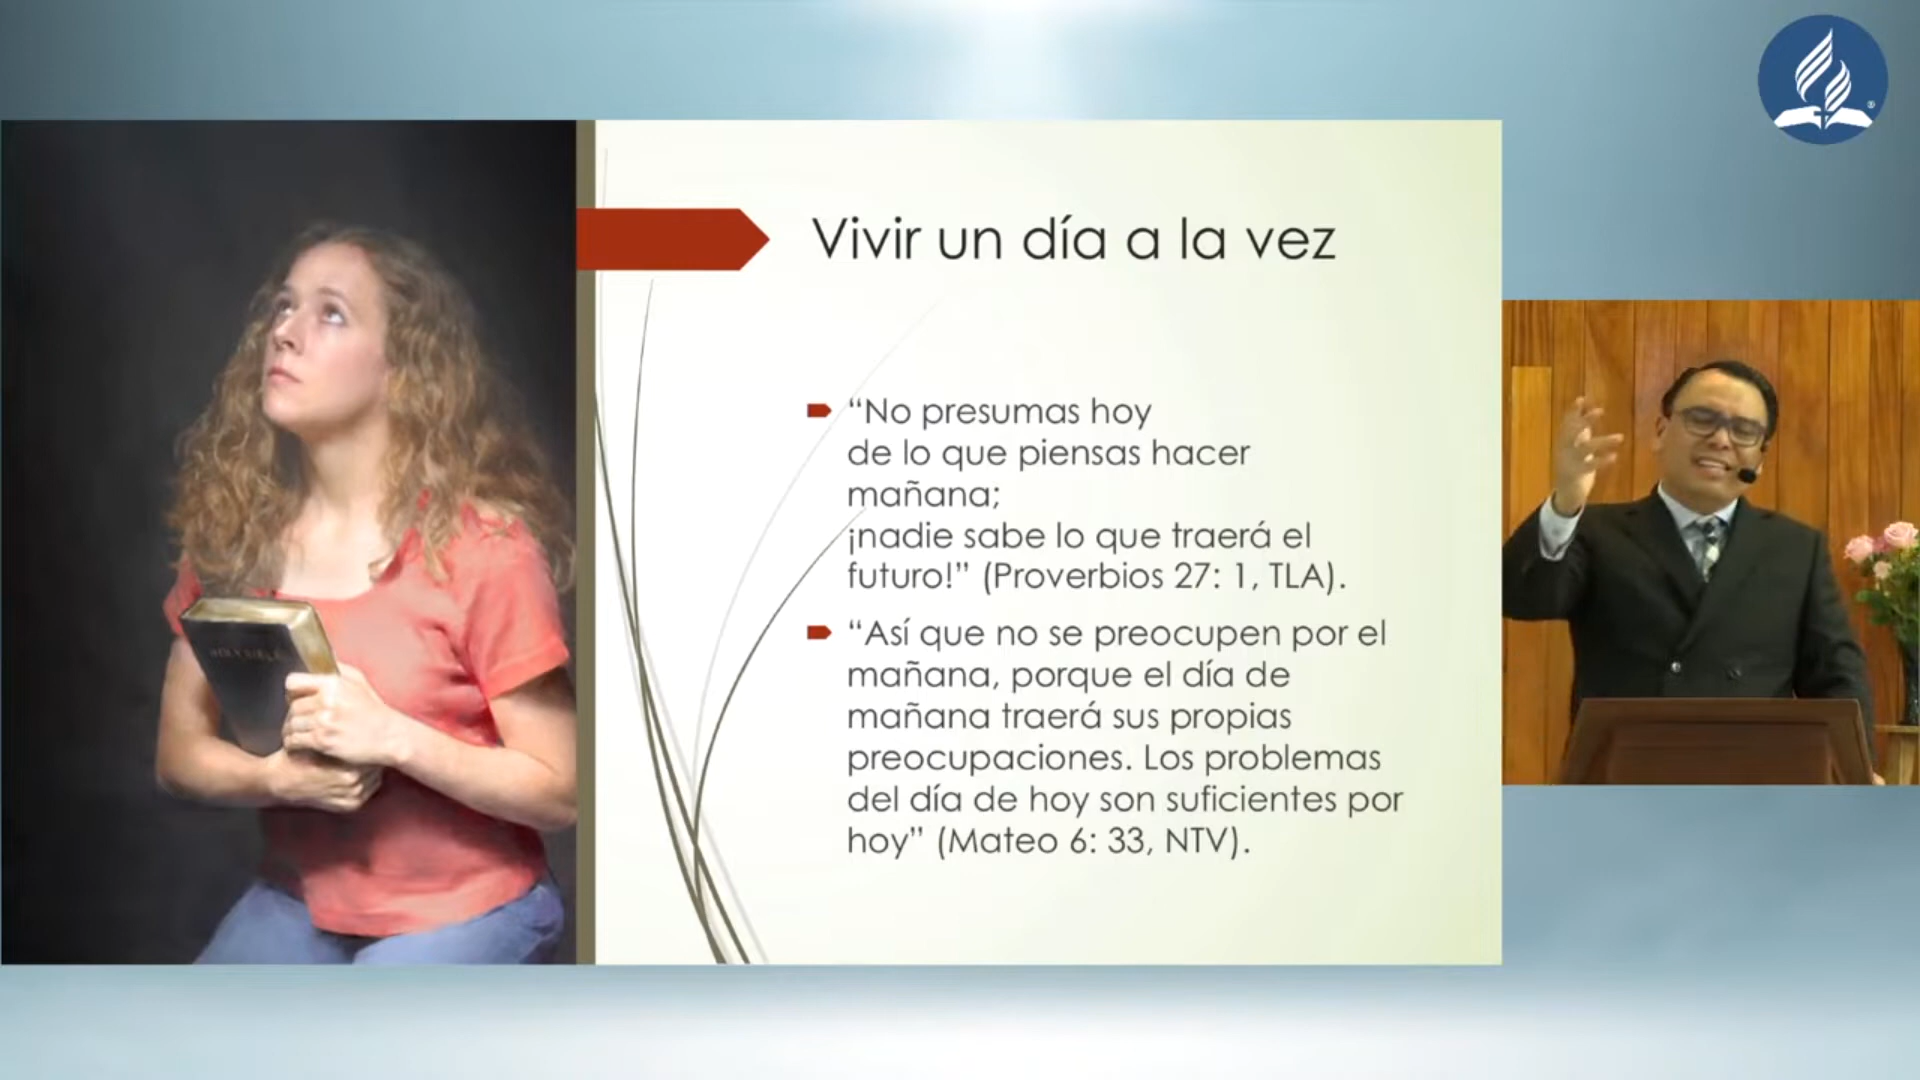 Vivir un día a la vez
“No presumas hoy
de lo que piensas hacer
mañana;
¡nadie sabe lo que traerá el
futuro!” (Proverbios 27: 1, TLA).
“Así que no se preocupen por el
mañana, porque el día de
mañana traerá sus propias
preocupaciones. Los problemas
del día de hoy son suficientes por
hoy” (Mateo 6: 33, NTV).
HOLY BIBLE
®